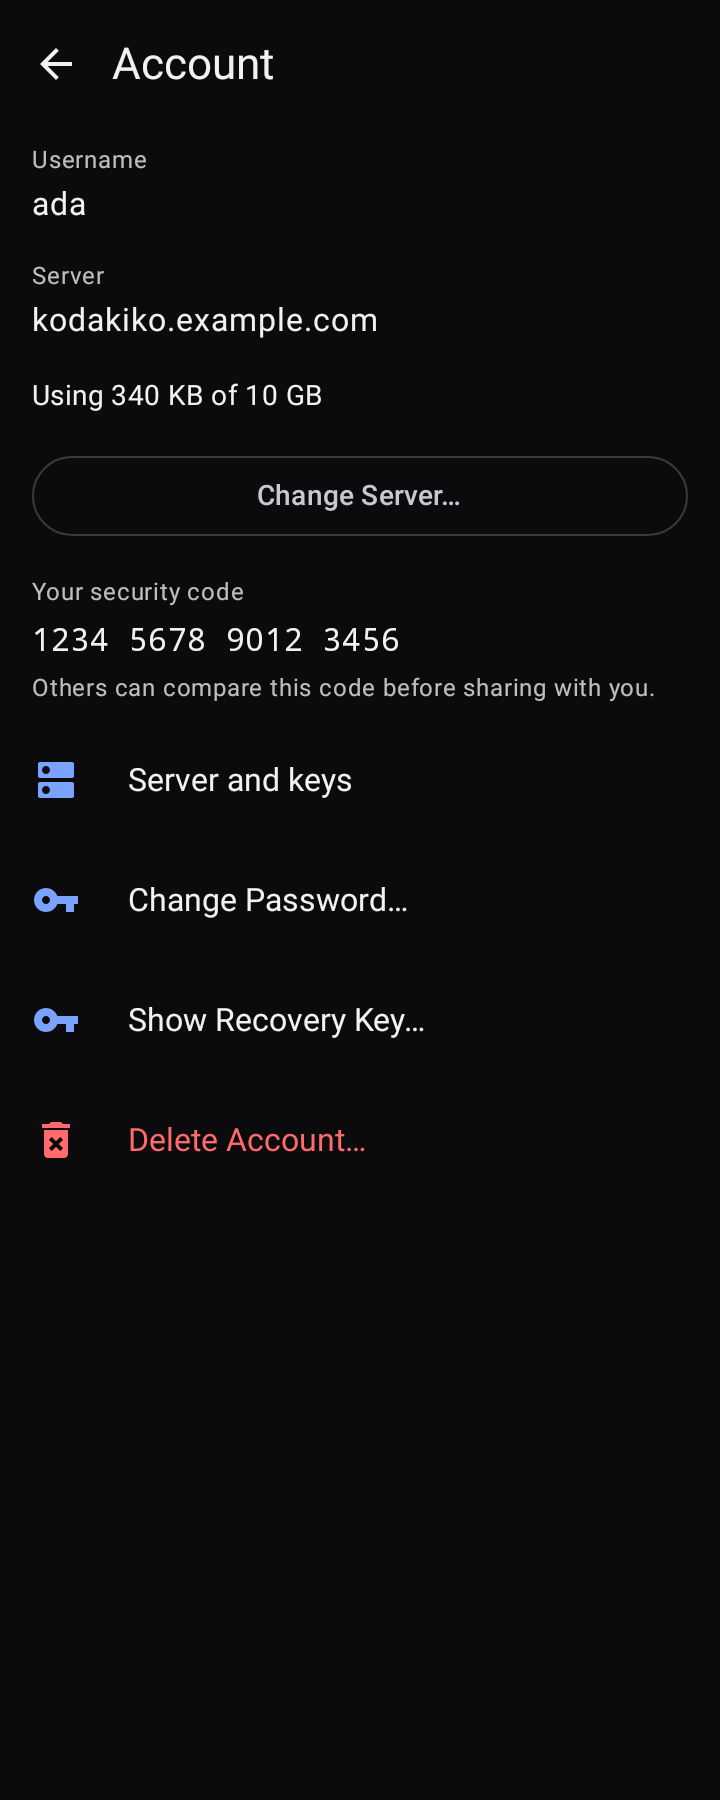 Account
Username
ada
Server
kodakiko.example.com
Using 340 KB of 10 GB
Change Server…
Your security code
1234 5678 9012 3456
Others can compare this code before sharing with you.
Server and keys
Change Password…
Show Recovery Key…
Delete Account…